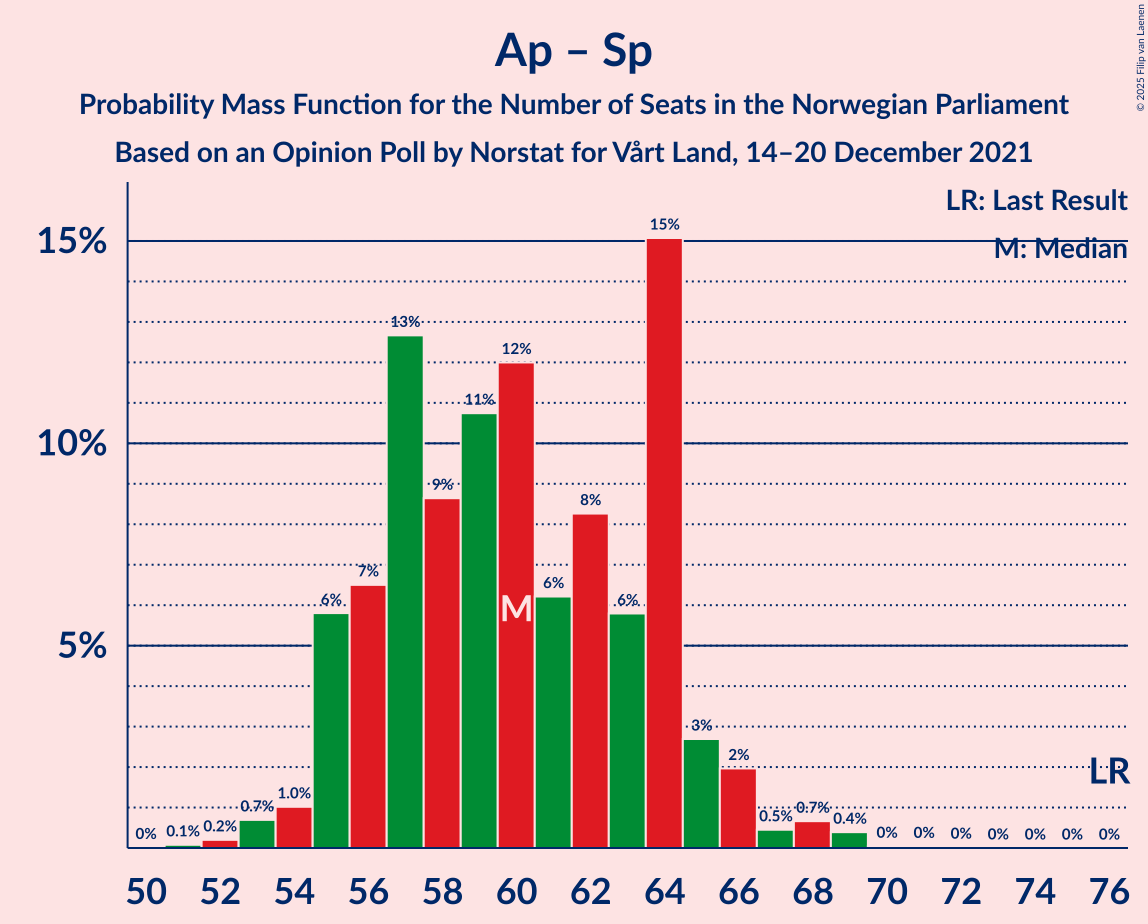 Ap – Sp
Probability Mass Function for the Number of Seats in the Norwegian Parliament
Based on an Opinion Poll by Norstat for Vårt Land, 14–20 December 2021
© 2025 Filip van Laenen
LR: Last Result
M: Median
15%
10%
5%
0% 0.1% 0.2% 0.7% 1.0% 6% 7% 13% 9% 11% 12% 6% 8% 6% 15% 3% 2% 0.5% 0.7% 0.4% 0% 0% 0% 0% 0% 0% 0%
M
LR
50 52 54 56 58 60 62 64 66 68 70 72 74 76